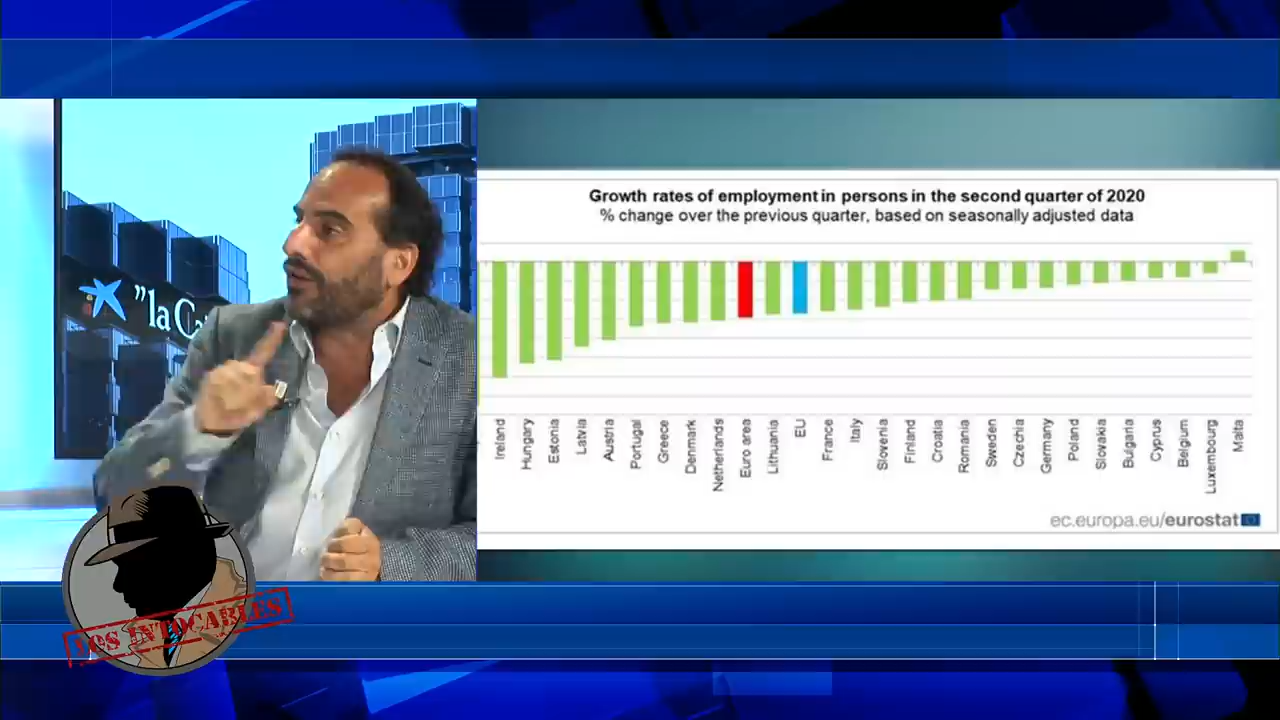 "la Ca
Growth rates of employment in persons in the second quarter of 2020
% change over the previous quarter, based on seasonally adjusted data
Ireland
Hungary
Estonia
Latvia
Austria
Portugal
Greece
Denmark
Netherlands
Euro area
Lithuania
EU
France
Italy
Slovenia
Finland
Croatia
Romania
Sweden
Czechia
Germany
Poland
Slovakia
Bulgaria
Cyprus
Belgium
Luxembourg
Malta
ec.europa.eu/eurostat
LOS INTOCABLES